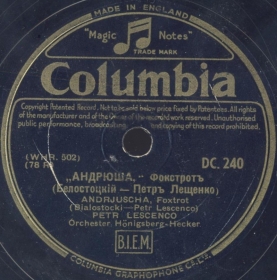 MADE IN ENGLAND
"Magic Notes"
TRADE MARK
Columbia
Copyright Patented Record. Not to be sold below price fixed by Patentees. All
rights of the manufacturer and of the Owner of recorded work reserved. Unauthorised
public performance, broadcasting and copying of this record prohibited.
(WHR. 502)
(78 R)
DC. 240
„АНДРЮША„ - Фокстротъ
(Бѣлостоцкій — Петръ Лещенко)
ANDRJUSCHA, Foxtrot
(Bialostocki—Petr Lescenco)
PETR LESCENCO
Orchester Hönigsberg-Hecker
B.I.E.M.
COLUMBIA GRAPHOPHONE Co. Ltd.